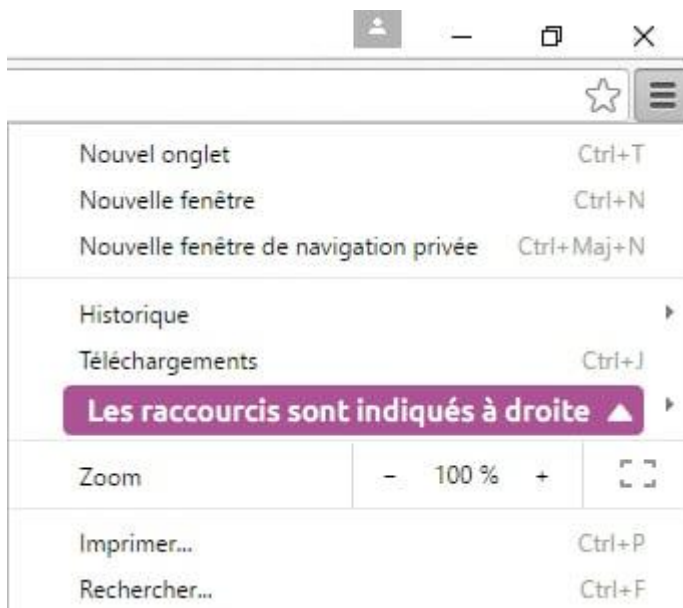 Nouvel onglet Ctrl+T
Nouvelle fenêtre Ctrl+N
Nouvelle fenêtre de navigation privée Ctrl+Maj+N
Historique
Téléchargements Ctrl+J
Les raccourcis sont indiqués à droite
Zoom - 100 % +
Imprimer... Ctrl+P
Rechercher... Ctrl+F